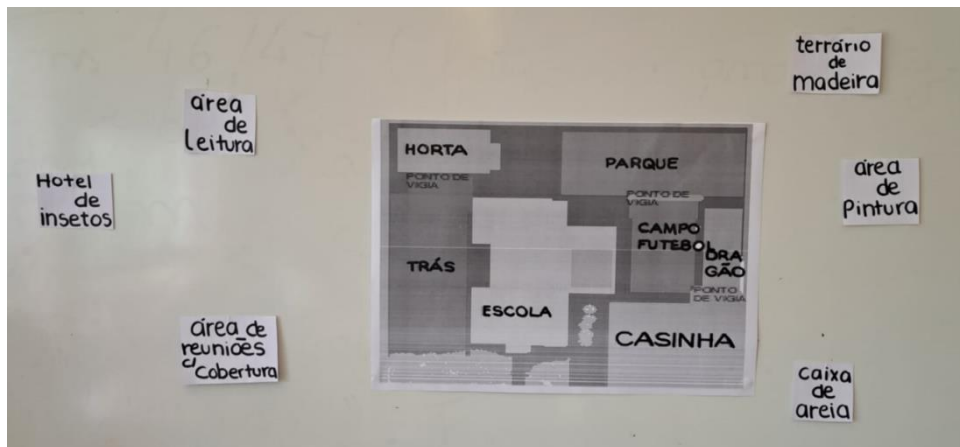 terrário
de
madeira
área
de
leitura
Hotel
de
insetos
área
de
Pintura
HORTA
PARQUE
PONTO DE
VIGIA
PONTO DE
VIGIA
CAMPO
FUTEBOL
DRA
GÃO
TRÁS
PONTO
DE VIGIA
ESCOLA
CASINHA
área de
reuniões
c/ Cobertura
caixa
de
areia